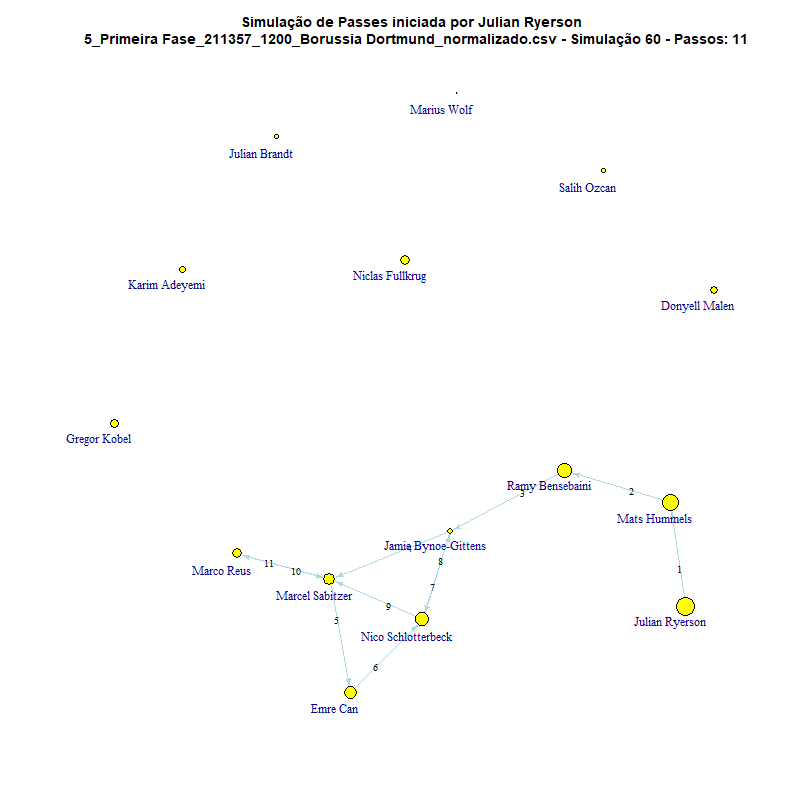 Simulação de Passes iniciada por Julian Ryerson
5_Primeira Fase_211357_1200_Borussia Dortmund_normalizado.csv - Simulação 60 - Passos: 11
Marius Wolf
Julian Brandt
Salih Ozcan
Niclas Fullkrug
Karim Adeyemi
Donyell Malen
Gregor Kobel
Ramy Bensebaini
3
2
Mats Hummels
Jamie Bynoe-Gittens
4
8
11
10
Marco Reus
1
7
Marcel Sabitzer
9
5
Julian Ryerson
Nico Schlotterbeck
6
Emre Can